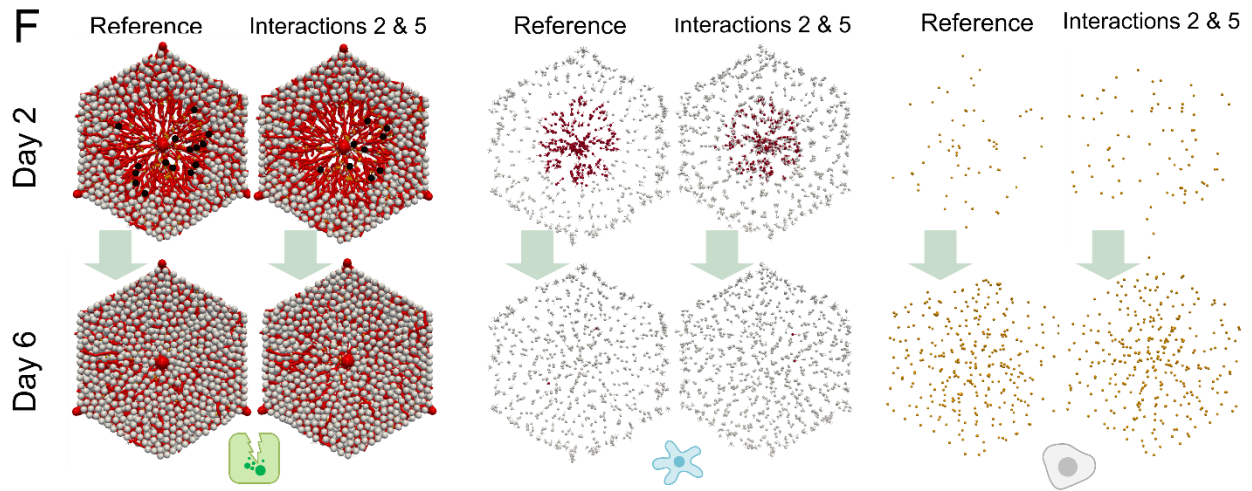 F
Reference
Interactions 2 & 5
Reference
Interactions 2 & 5
Reference
Interactions 2 & 5
Day 2
Day 6